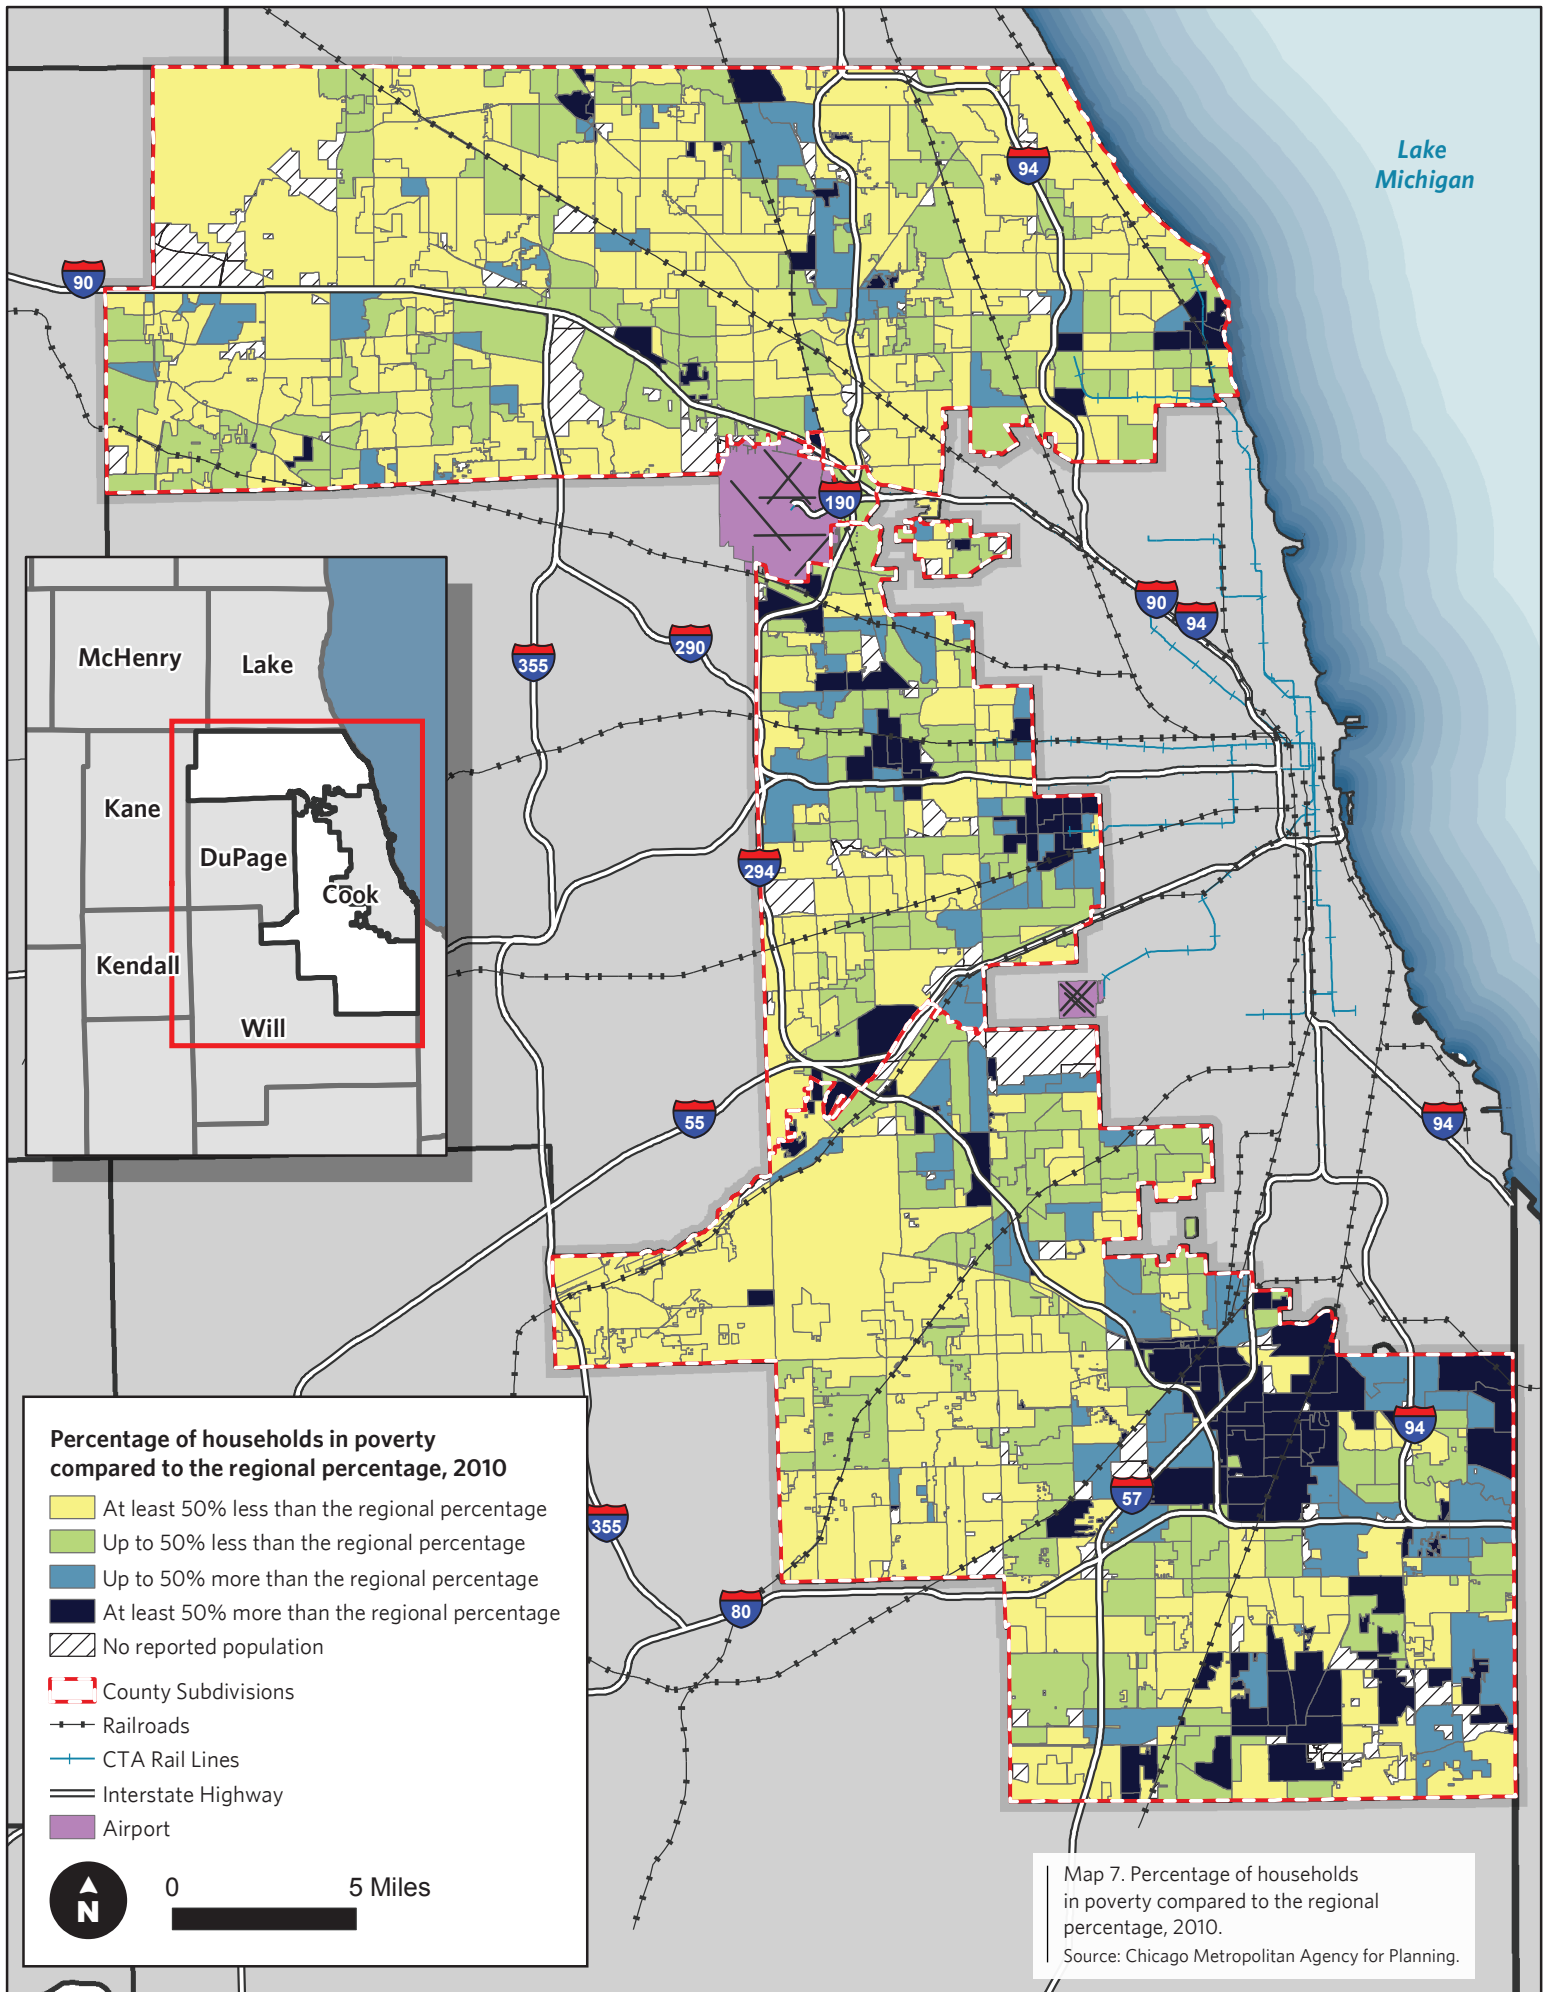 Lake
Michigan
94
90
190
90
94
355
290
294
55
94
94
57
355
80
McHenry
Lake
Kane
DuPage
Cook
Kendall
Will
Percentage of households in poverty
compared to the regional percentage, 2010
At least 50% less than the regional percentage
Up to 50% less than the regional percentage
Up to 50% more than the regional percentage
At least 50% more than the regional percentage
No reported population
County Subdivisions
Railroads
CTA Rail Lines
Interstate Highway
Airport
N
0 5 Miles
Map 7. Percentage of households
in poverty compared to the regional
percentage, 2010.
Source: Chicago Metropolitan Agency for Planning.